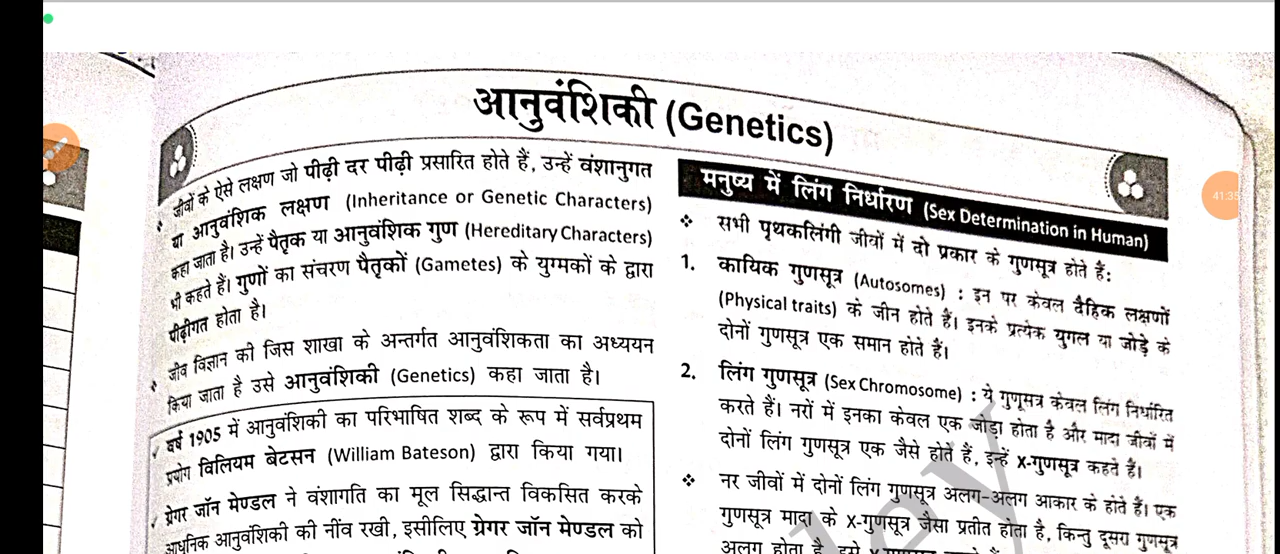 आनुवंशिकी (Genetics)
जीवों के ऐसे लक्षण जो पीढ़ी दर पीढ़ी प्रसारित होते हैं, उन्हें वंशानुगत
या आनुवंशिक लक्षण (Inheritance or Genetic Characters)
कहा जाता है। उन्हें पैतृक या आनुवंशिक गुण (Hereditary Characters)
भी कहते हैं। गुणों का संचरण पैतृकों (Gametes) के युग्मकों के द्वारा
पीढ़ीगत होता है।
जीव विज्ञान की जिस शाखा के अन्तर्गत आनुवंशिकता का अध्ययन
किया जाता है उसे आनुवंशिकी (Genetics) कहा जाता है।
वर्ष 1905 में आनुवंशिकी का परिभाषित शब्द के रूप में सर्वप्रथम
प्रयोग विलियम बेटसन (William Bateson) द्वारा किया गया।
ग्रेगर जॉन मेण्डल ने वंशागति का मूल सिद्धान्त विकसित करके
आधुनिक आनुवंशिकी की नींव रखी, इसीलिए ग्रेगर जॉन मेण्डल को
मनुष्य में लिंग निर्धारण (Sex Determination in Human)
❖ सभी पृथकलिंगी जीवों में दो प्रकार के गुणसूत्र होते हैं:
1. कायिक गुणसूत्र (Autosomes) : इन पर केवल दैहिक लक्षणों
(Physical traits) के जीन होते हैं। इनके प्रत्येक युगल या जोड़े के
दोनों गुणसूत्र एक समान होते हैं।
2. लिंग गुणसूत्र (Sex Chromosome) : ये गुणसूत्र केवल लिंग निर्धारित
करते हैं। नरों में इनका केवल एक जोड़ा होता है और मादा जीवों में
दोनों लिंग गुणसूत्र एक जैसे होते हैं, इन्हें X-गुणसूत्र कहते हैं।
❖ नर जीवों में दोनों लिंग गुणसूत्र अलग-अलग आकार के होते हैं। एक
गुणसूत्र मादा के X-गुणसूत्र जैसा प्रतीत होता है, किन्तु दूसरा गुणसूत्र
अलग होता है
41:35